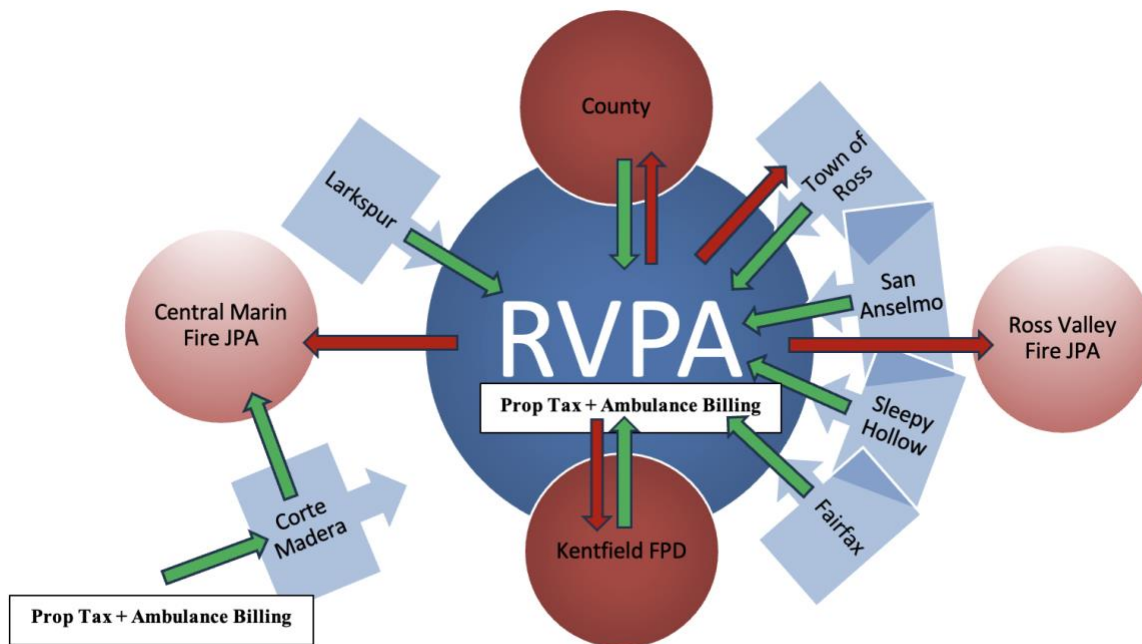 County
Town of
Ross
Larkspur
San
Anselmo
Central Marin
Fire JPA
RVPA
Ross Valley
Fire JPA
Prop Tax + Ambulance Billing
Sleepy
Hollow
Corte
Madera
Fairfax
Kentfield FPD
Prop Tax + Ambulance Billing